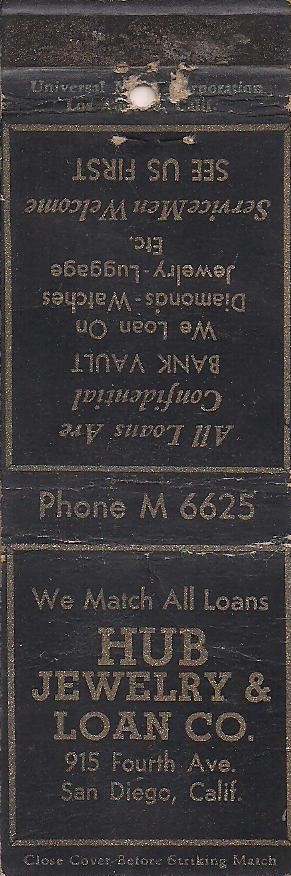 Universal Corporation
Los Calif.
All Loans Are
Confidential
BANK VAULT
We Loan On
Diamonds-Watches
Jewelry-Luggage
Etc.
ServiceMen Welcome
SEE US FIRST
Phone M 6625
We Match All Loans
HUB
JEWELRY &
LOAN CO.
915 Fourth Ave.
San Diego, Calif.
Close Cover Before Striking Match